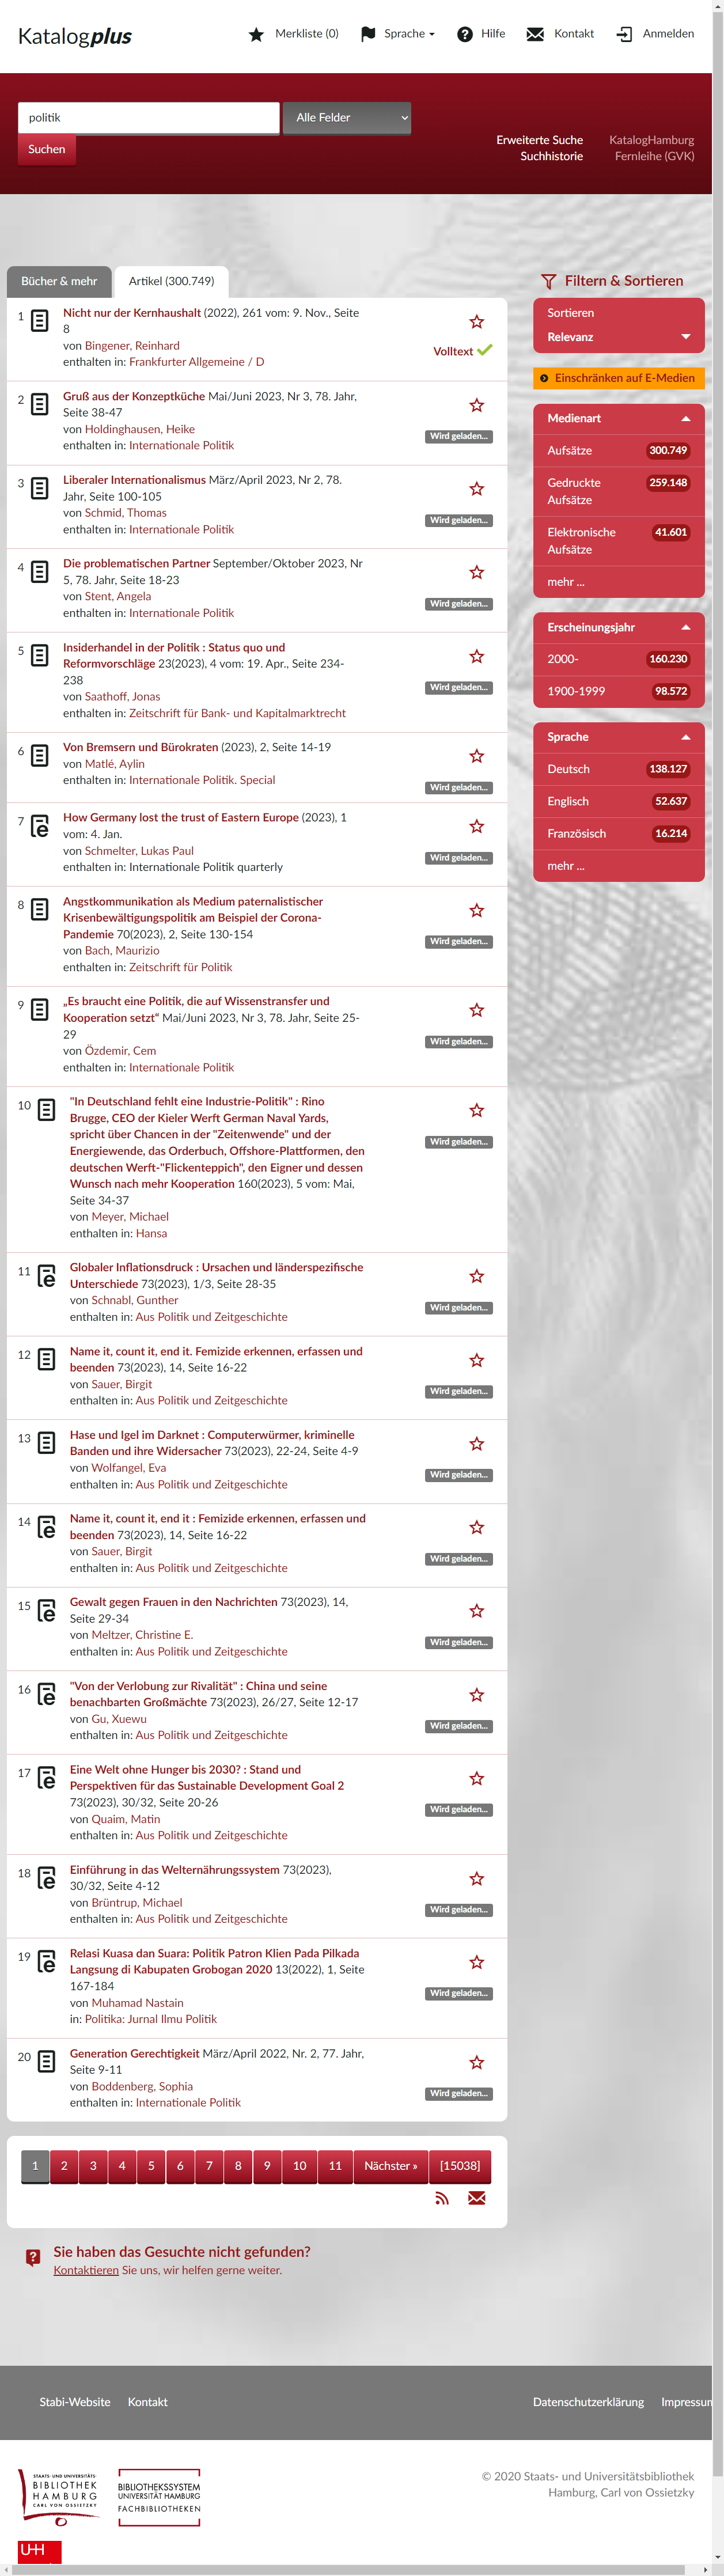 Katalogplus
Merkliste (0) Sprache Hilfe Kontakt Anmelden
politik Alle Felder
Suchen
Erweiterte Suche KatalogHamburg
Suchhistorie Fernleihe (GVK)
Bücher & mehr Artikel (300.749)
1 Nicht nur der Kernhaushalt (2022), 261 vom: 9. Nov., Seite
8
von Bingener, Reinhard
Volltext
enthalten in: Frankfurter Allgemeine / D
2 Gruß aus der Konzeptküche Mai/Juni 2023, Nr 3, 78. Jahr,
Seite 38-47
von Holdinghausen, Heike
Wird geladen...
enthalten in: Internationale Politik
3 Liberaler Internationalismus März/April 2023, Nr 2, 78.
Jahr, Seite 100-105
von Schmid, Thomas
Wird geladen...
enthalten in: Internationale Politik
4 Die problematischen Partner September/Oktober 2023, Nr
5, 78. Jahr, Seite 18-23
von Stent, Angela
Wird geladen...
enthalten in: Internationale Politik
5 Insiderhandel in der Politik : Status quo und
Reformvorschläge 23(2023), 4 vom: 19. Apr., Seite 234-
238
Wird geladen...
von Saathoff, Jonas
enthalten in: Zeitschrift für Bank- und Kapitalmarktrecht
6 Von Bremsern und Bürokraten (2023), 2, Seite 14-19
von Matlé, Aylin
enthalten in: Internationale Politik. Special
Wird geladen...
7 How Germany lost the trust of Eastern Europe (2023), 1
vom: 4. Jan.
von Schmelter, Lukas Paul
Wird geladen...
enthalten in: Internationale Politik quarterly
8 Angstkommunikation als Medium paternalistischer
Krisenbewältigungspolitik am Beispiel der Corona-
Pandemie 70(2023), 2, Seite 130-154
Wird geladen...
von Bach, Maurizio
enthalten in: Zeitschrift für Politik
9 „Es braucht eine Politik, die auf Wissenstransfer und
Kooperation setzt“ Mai/Juni 2023, Nr 3, 78. Jahr, Seite 25-
29
Wird geladen...
von Özdemir, Cem
enthalten in: Internationale Politik
10 "In Deutschland fehlt eine Industrie-Politik" : Rino
Brugge, CEO der Kieler Werft German Naval Yards,
spricht über Chancen in der "Zeitenwende" und der
Wird geladen...
Energiewende, das Orderbuch, Offshore-Plattformen, den
deutschen Werft-"Flickenteppich", den Eigner und dessen
Wunsch nach mehr Kooperation 160(2023), 5 vom: Mai,
Seite 34-37
von Meyer, Michael
enthalten in: Hansa
11 Globaler Inflationsdruck : Ursachen und länderspezifische
Unterschiede 73(2023), 1/3, Seite 28-35
von Schnabl, Gunther
Wird geladen...
enthalten in: Aus Politik und Zeitgeschichte
12 Name it, count it, end it. Femizide erkennen, erfassen und
beenden 73(2023), 14, Seite 16-22
von Sauer, Birgit
Wird geladen...
enthalten in: Aus Politik und Zeitgeschichte
13 Hase und Igel im Darknet : Computerwürmer, kriminelle
Banden und ihre Widersacher 73(2023), 22-24, Seite 4-9
von Wolfangel, Eva
Wird geladen...
enthalten in: Aus Politik und Zeitgeschichte
14 Name it, count it, end it : Femizide erkennen, erfassen und
beenden 73(2023), 14, Seite 16-22
von Sauer, Birgit
Wird geladen...
enthalten in: Aus Politik und Zeitgeschichte
15 Gewalt gegen Frauen in den Nachrichten 73(2023), 14,
Seite 29-34
von Meltzer, Christine E.
Wird geladen...
enthalten in: Aus Politik und Zeitgeschichte
16 "Von der Verlobung zur Rivalität" : China und seine
benachbarten Großmächte 73(2023), 26/27, Seite 12-17
von Gu, Xuewu
Wird geladen...
enthalten in: Aus Politik und Zeitgeschichte
17 Eine Welt ohne Hunger bis 2030? : Stand und
Perspektiven für das Sustainable Development Goal 2
73(2023), 30/32, Seite 20-26
Wird geladen...
von Quaim, Matin
enthalten in: Aus Politik und Zeitgeschichte
18 Einführung in das Welternährungssystem 73(2023),
30/32, Seite 4-12
von Brüntrup, Michael
Wird geladen...
enthalten in: Aus Politik und Zeitgeschichte
19 Relasi Kuasa dan Suara: Politik Patron Klien Pada Pilkada
Langsung di Kabupaten Grobogan 2020 13(2022), 1, Seite
167-184
Wird geladen...
von Muhamad Nastain
in: Politika: Jurnal Ilmu Politik
20 Generation Gerechtigkeit März/April 2022, Nr. 2, 77. Jahr,
Seite 9-11
von Boddenberg, Sophia
Wird geladen...
enthalten in: Internationale Politik
1 2 3 4 5 6 7 8 9 10 11 Nächster » [15038]
Sie haben das Gesuchte nicht gefunden?
Kontaktieren Sie uns, wir helfen gerne weiter.
Filtern & Sortieren
Sortieren
Relevanz
Einschränken auf E-Medien
Medienart
Aufsätze 300.749
Gedruckte 259.148
Aufsätze
Elektronische 41.601
Aufsätze
mehr ...
Erscheinungsjahr
2000- 160.230
1900-1999 98.572
Sprache
Deutsch 138.127
Englisch 52.637
Französisch 16.214
mehr ...
Stabi-Website Kontakt Datenschutzerklärung Impressum
STAATS- UND UNIVERSITÄTS-
BIBLIOTHEK
HAMBURG
CARL VON OSSIETZKY
BIBLIOTHEKSSYSTEM
UNIVERSITÄT HAMBURG
FACHBIBLIOTHEKEN
© 2020 Staats- und Universitätsbibliothek
Hamburg, Carl von Ossietzky
UHH